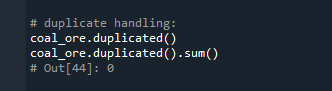 # duplicate handling:
coal_ore.duplicated()
coal_ore.duplicated().sum()
# Out[44]: 0